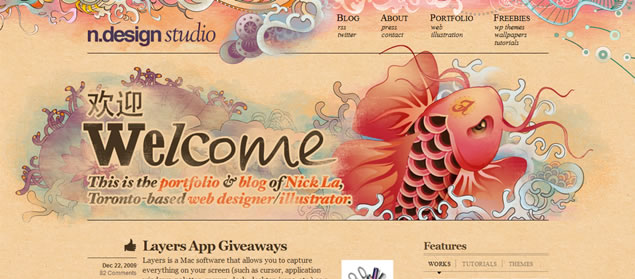 n.design studio
Blog
rss
twitter
About
press
contact
Portfolio
web
illustration
Freebies
wp themes
wallpapers
tutorials
欢迎
Welcome
This is the portfolio & blog of Nick La,
Toronto-based web designer/illustrator.
Layers App Giveaways
Dec 22, 2009
82 Comments
Layers is a Mac software that allows you to capture
everything on your screen (such as cursor, application
Features
WORKS | TUTORIALS | THEMES